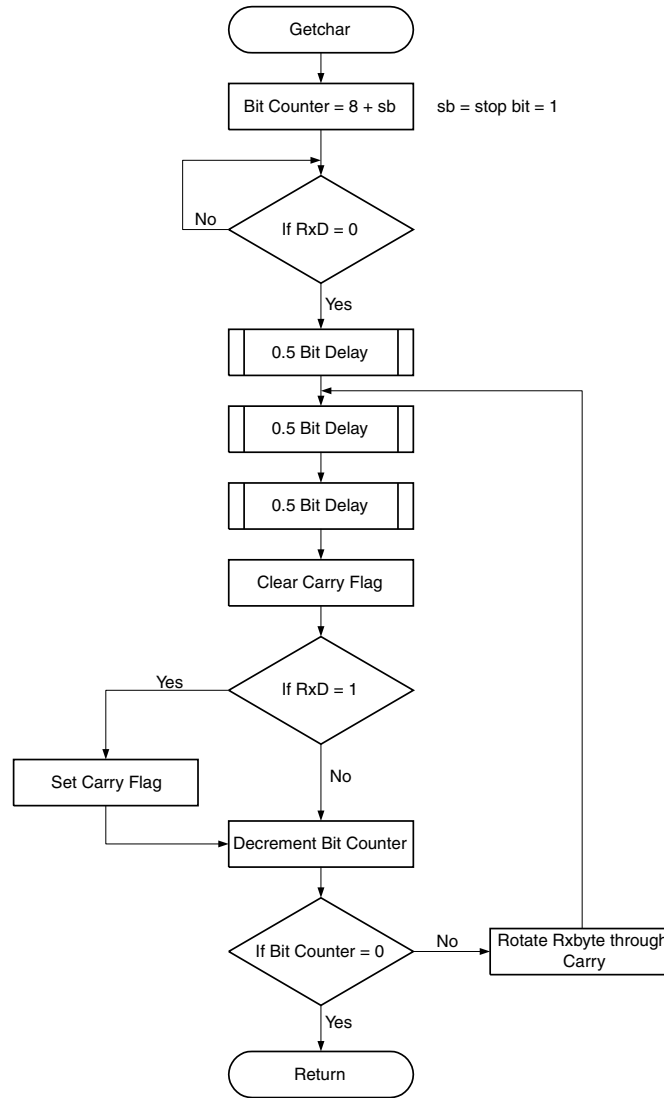 Getchar
Bit Counter = 8 + sb
sb = stop bit = 1
No
If RxD = 0
Yes
0.5 Bit Delay
0.5 Bit Delay
0.5 Bit Delay
Clear Carry Flag
Yes
If RxD = 1
No
Set Carry Flag
Decrement Bit Counter
If Bit Counter = 0
No
Rotate Rxbyte through
Carry
Yes
Return